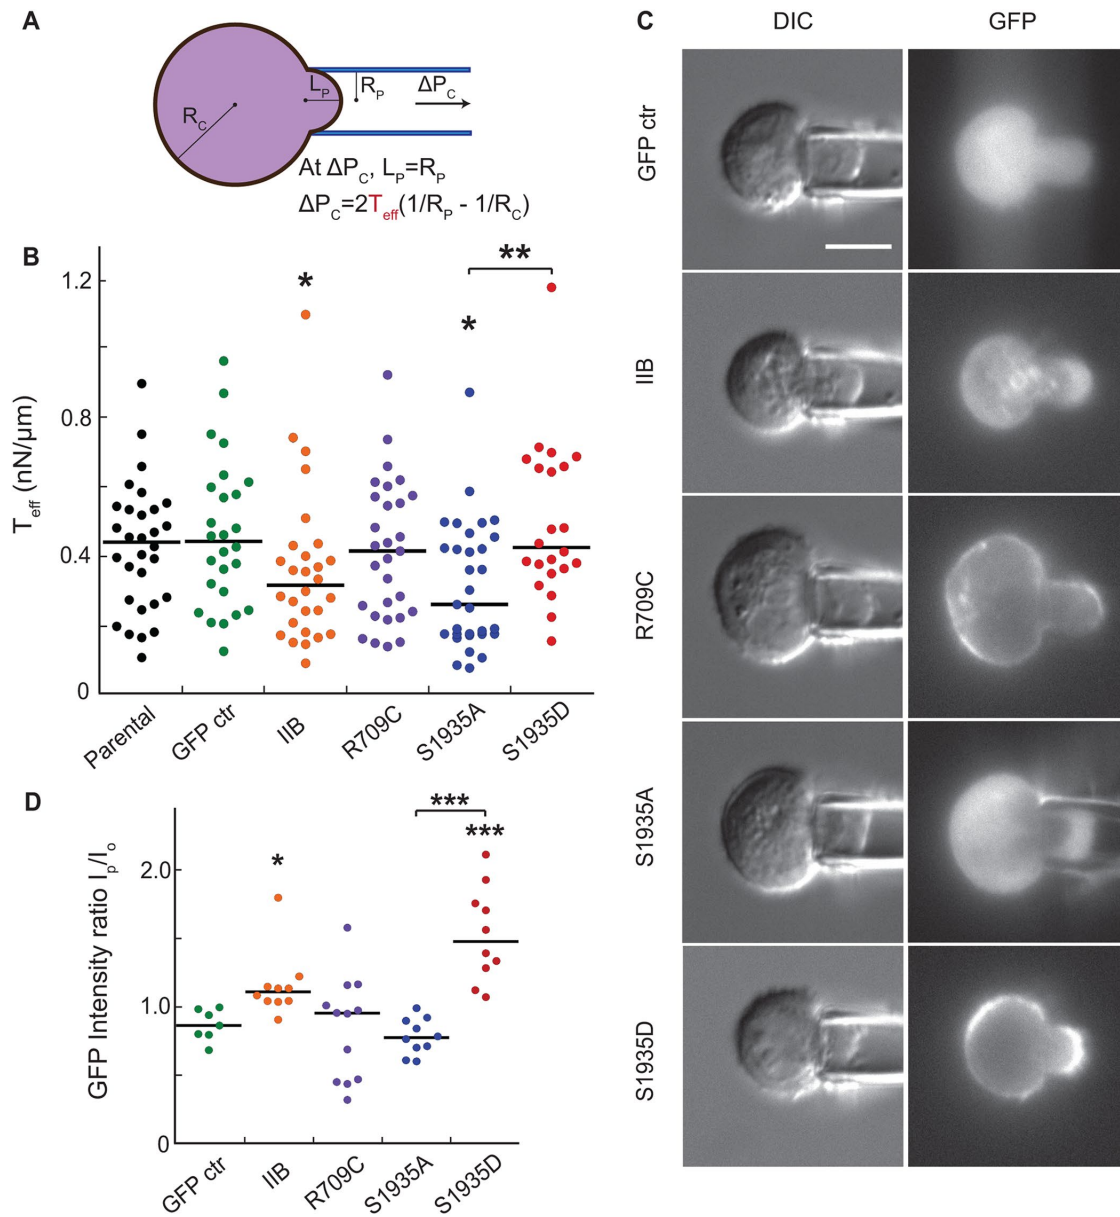 A
R_C
L_P
R_P
ΔP_C
At ΔP_C, L_P=R_P
ΔP_C=2T_eff(1/R_P - 1/R_C)
B
T_eff (nN/μm)
1.2
0.8
0.4
0
*
*
**
Parental
GFP ctr
IIB
R709C
S1935A
S1935D
C
DIC
GFP
GFP ctr
IIB
R709C
S1935A
S1935D
D
GFP Intensity ratio I_p/I_o
2.0
1.0
0
*
***
***
GFP ctr
IIB
R709C
S1935A
S1935D